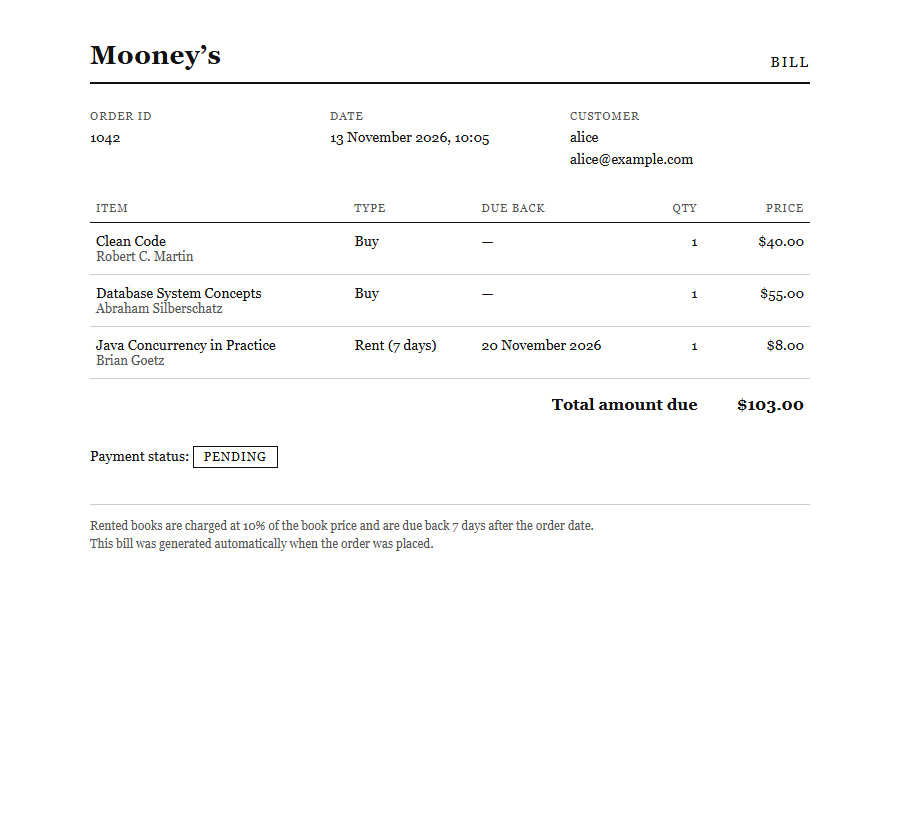 Mooney’s
BILL
ORDER ID DATE CUSTOMER
1042 13 November 2026, 10:05 alice
alice@example.com
ITEM TYPE DUE BACK QTY PRICE
Clean Code Buy — 1 $40.00
Robert C. Martin
Database System Concepts Buy — 1 $55.00
Abraham Silberschatz
Java Concurrency in Practice Rent (7 days) 20 November 2026 1 $8.00
Brian Goetz
Total amount due $103.00
Payment status: PENDING
Rented books are charged at 10% of the book price and are due back 7 days after the order date.
This bill was generated automatically when the order was placed.